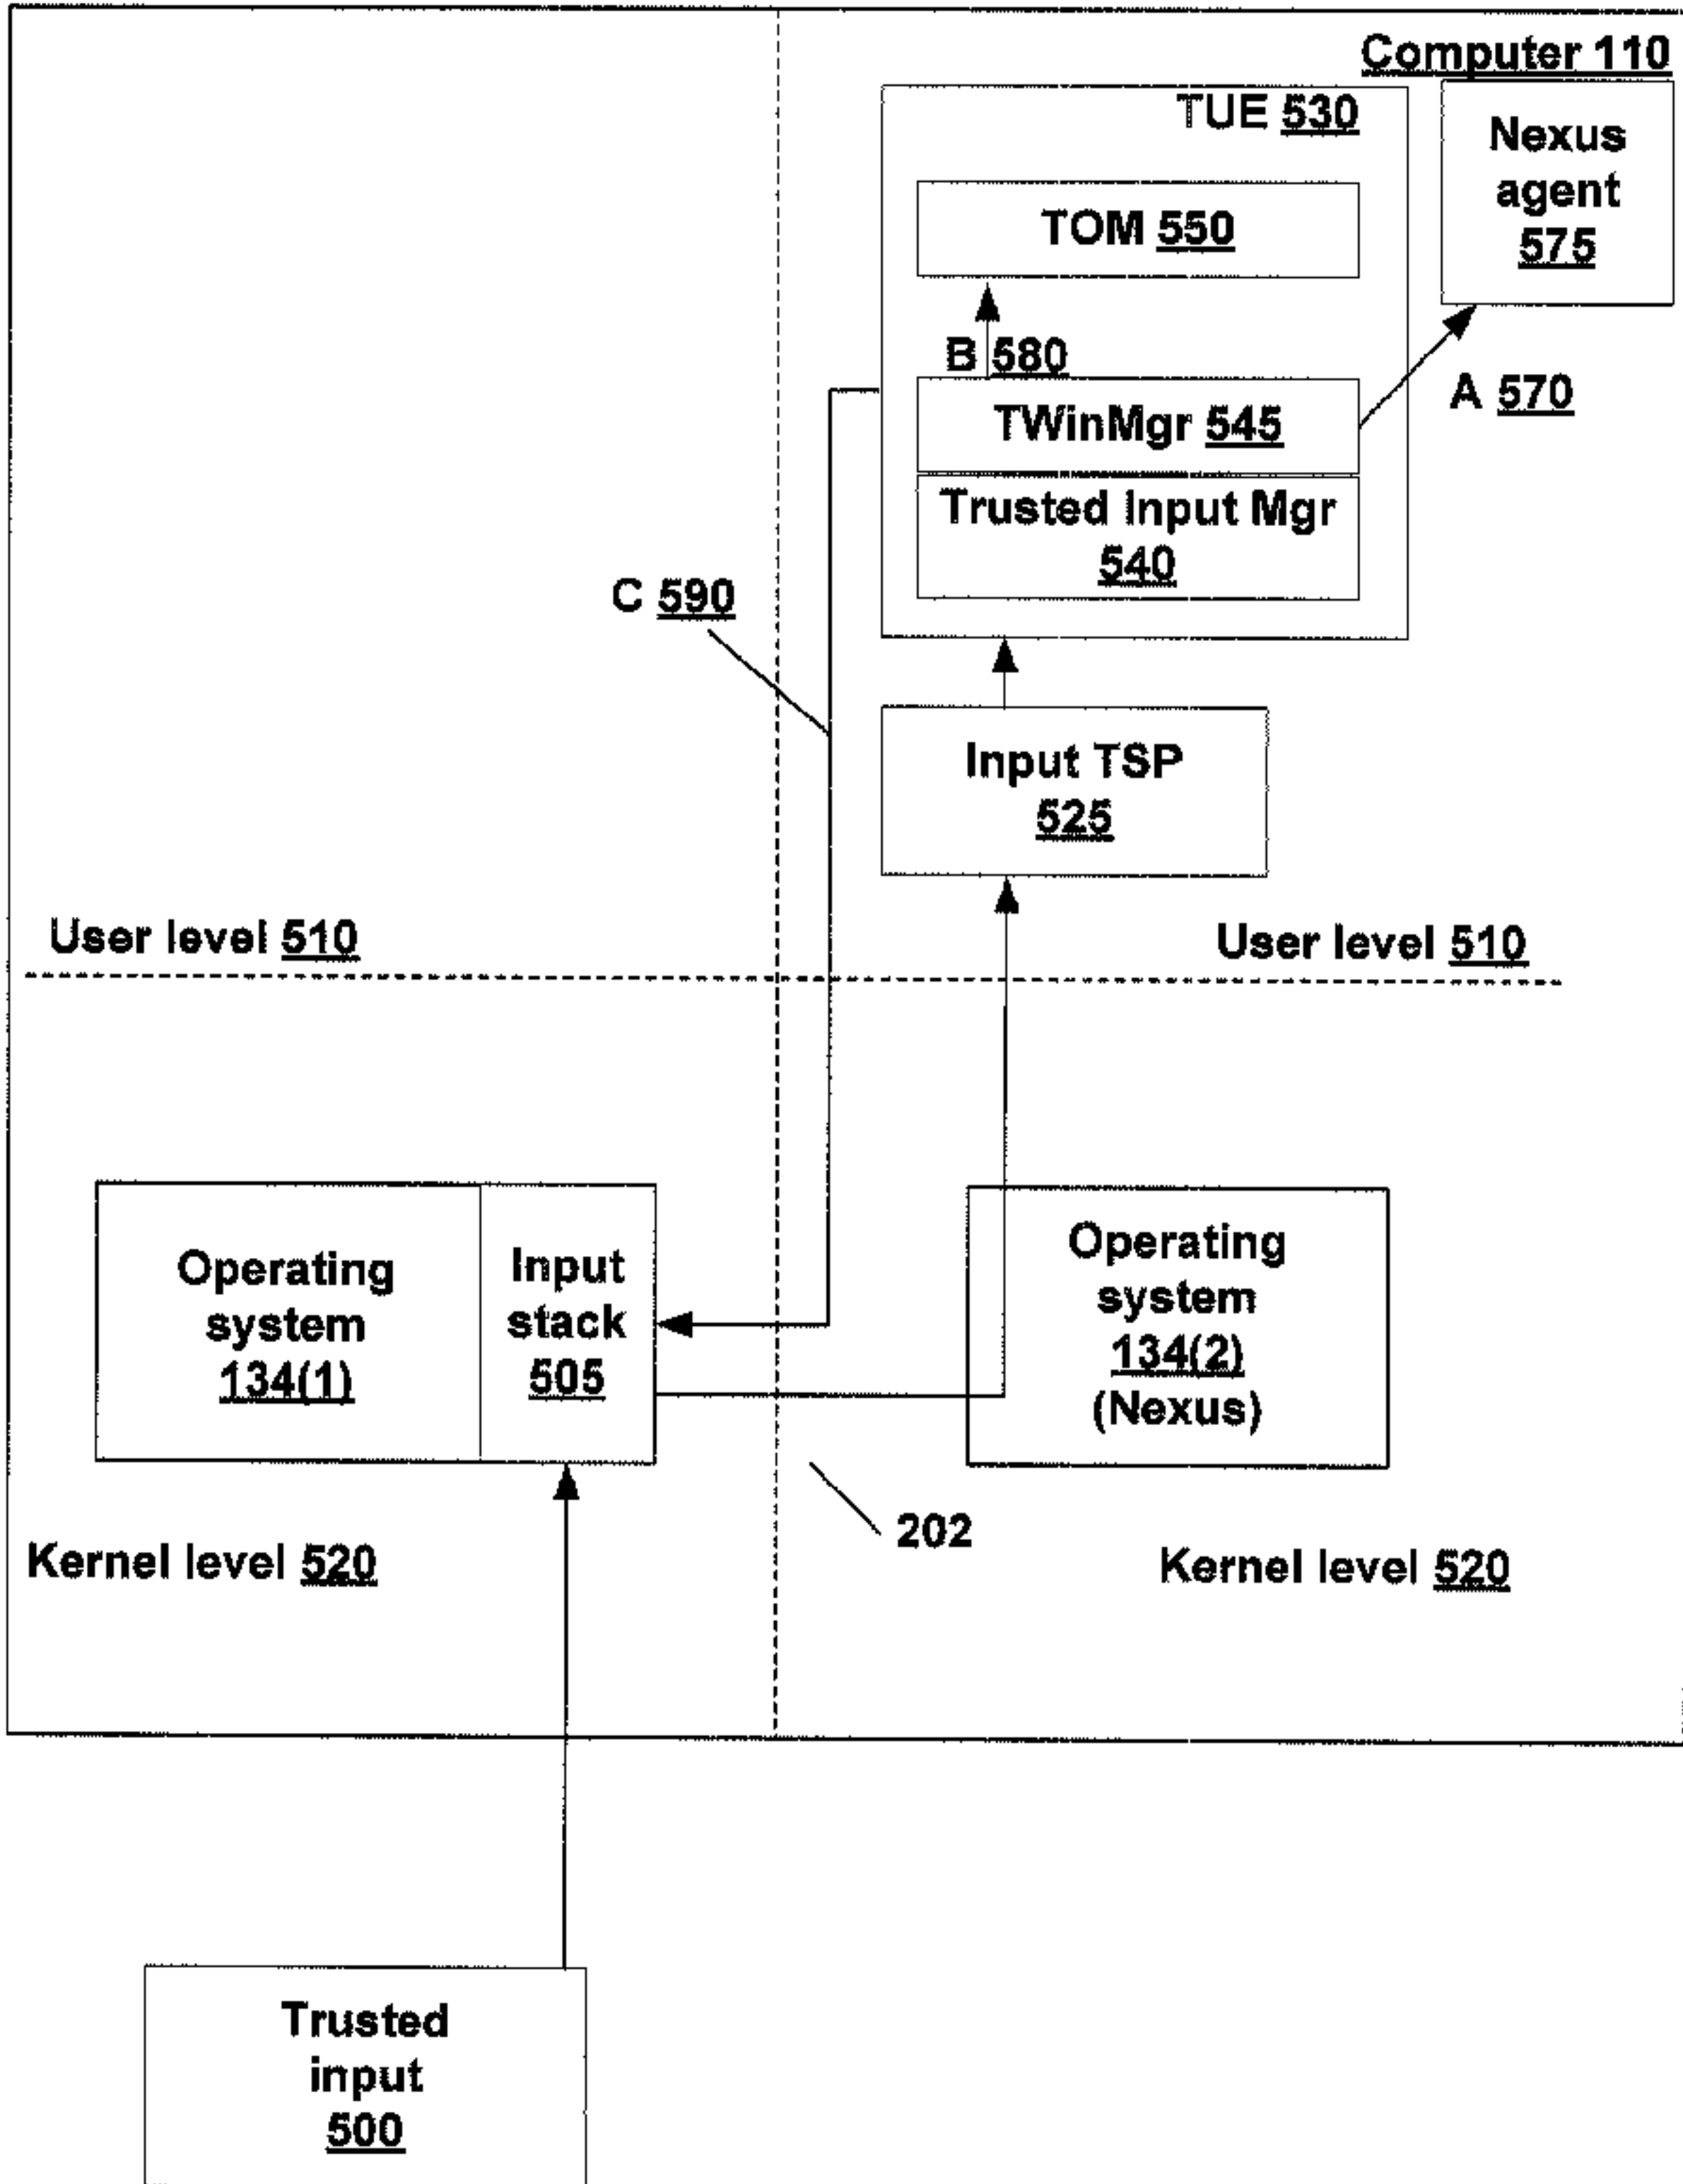 Computer 110
TUE 530
Nexus
agent
575
TOM 550
B 580
A 570
TWinMgr 545
Trusted Input Mgr
540
C 590
Input TSP
525
User level 510
User level 510
Operating
system
134(1)
Input
stack
505
Operating
system
134(2)
(Nexus)
202
Kernel level 520
Kernel level 520
Trusted
input
500